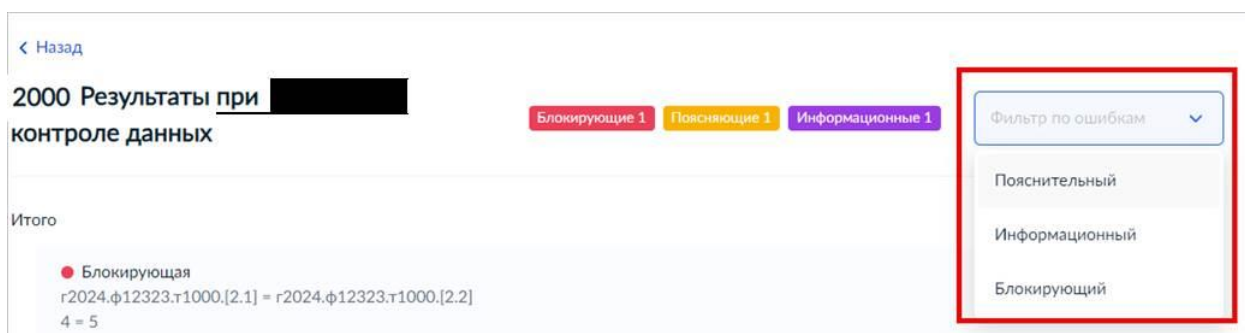 Назад
2000 Результаты при
контроле данных
Блокирующие 1 Поясняющие 1 Информационные 1
Фильтр по ошибкам
Пояснительный
Информационный
Блокирующий
Итого
Блокирующая
г2024.ф12323.т1000.[2.1] = г2024.ф12323.т1000.[2.2]
4 = 5